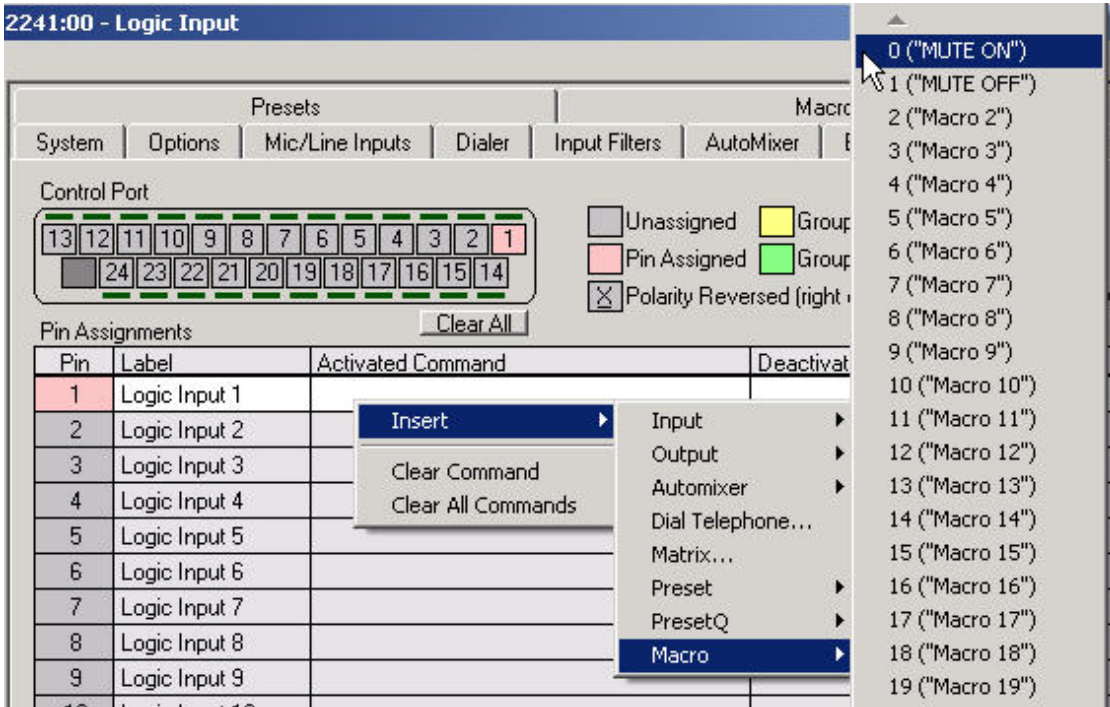 2241:00 - Logic Input
Presets
Macro
System
Options
Mic/Line Inputs
Dialer
Input Filters
AutoMixer
Control Port
13 12 11 10 9 8 7 6 5 4 3 2 1
24 23 22 21 20 19 18 17 16 15 14
Unassigned
Group
Pin Assigned
Group
X Polarity Reversed (right
Clear All
Pin Assignments
Pin Label Activated Command Deactivat
1 Logic Input 1
2 Logic Input 2
3 Logic Input 3
4 Logic Input 4
5 Logic Input 5
6 Logic Input 6
7 Logic Input 7
8 Logic Input 8
9 Logic Input 9
Insert
Clear Command
Clear All Commands
Input
Output
Automixer
Dial Telephone...
Matrix...
Preset
PresetQ
Macro
0 ("MUTE ON")
1 ("MUTE OFF")
2 ("Macro 2")
3 ("Macro 3")
4 ("Macro 4")
5 ("Macro 5")
6 ("Macro 6")
7 ("Macro 7")
8 ("Macro 8")
9 ("Macro 9")
10 ("Macro 10")
11 ("Macro 11")
12 ("Macro 12")
13 ("Macro 13")
14 ("Macro 14")
15 ("Macro 15")
16 ("Macro 16")
17 ("Macro 17")
18 ("Macro 18")
19 ("Macro 19")